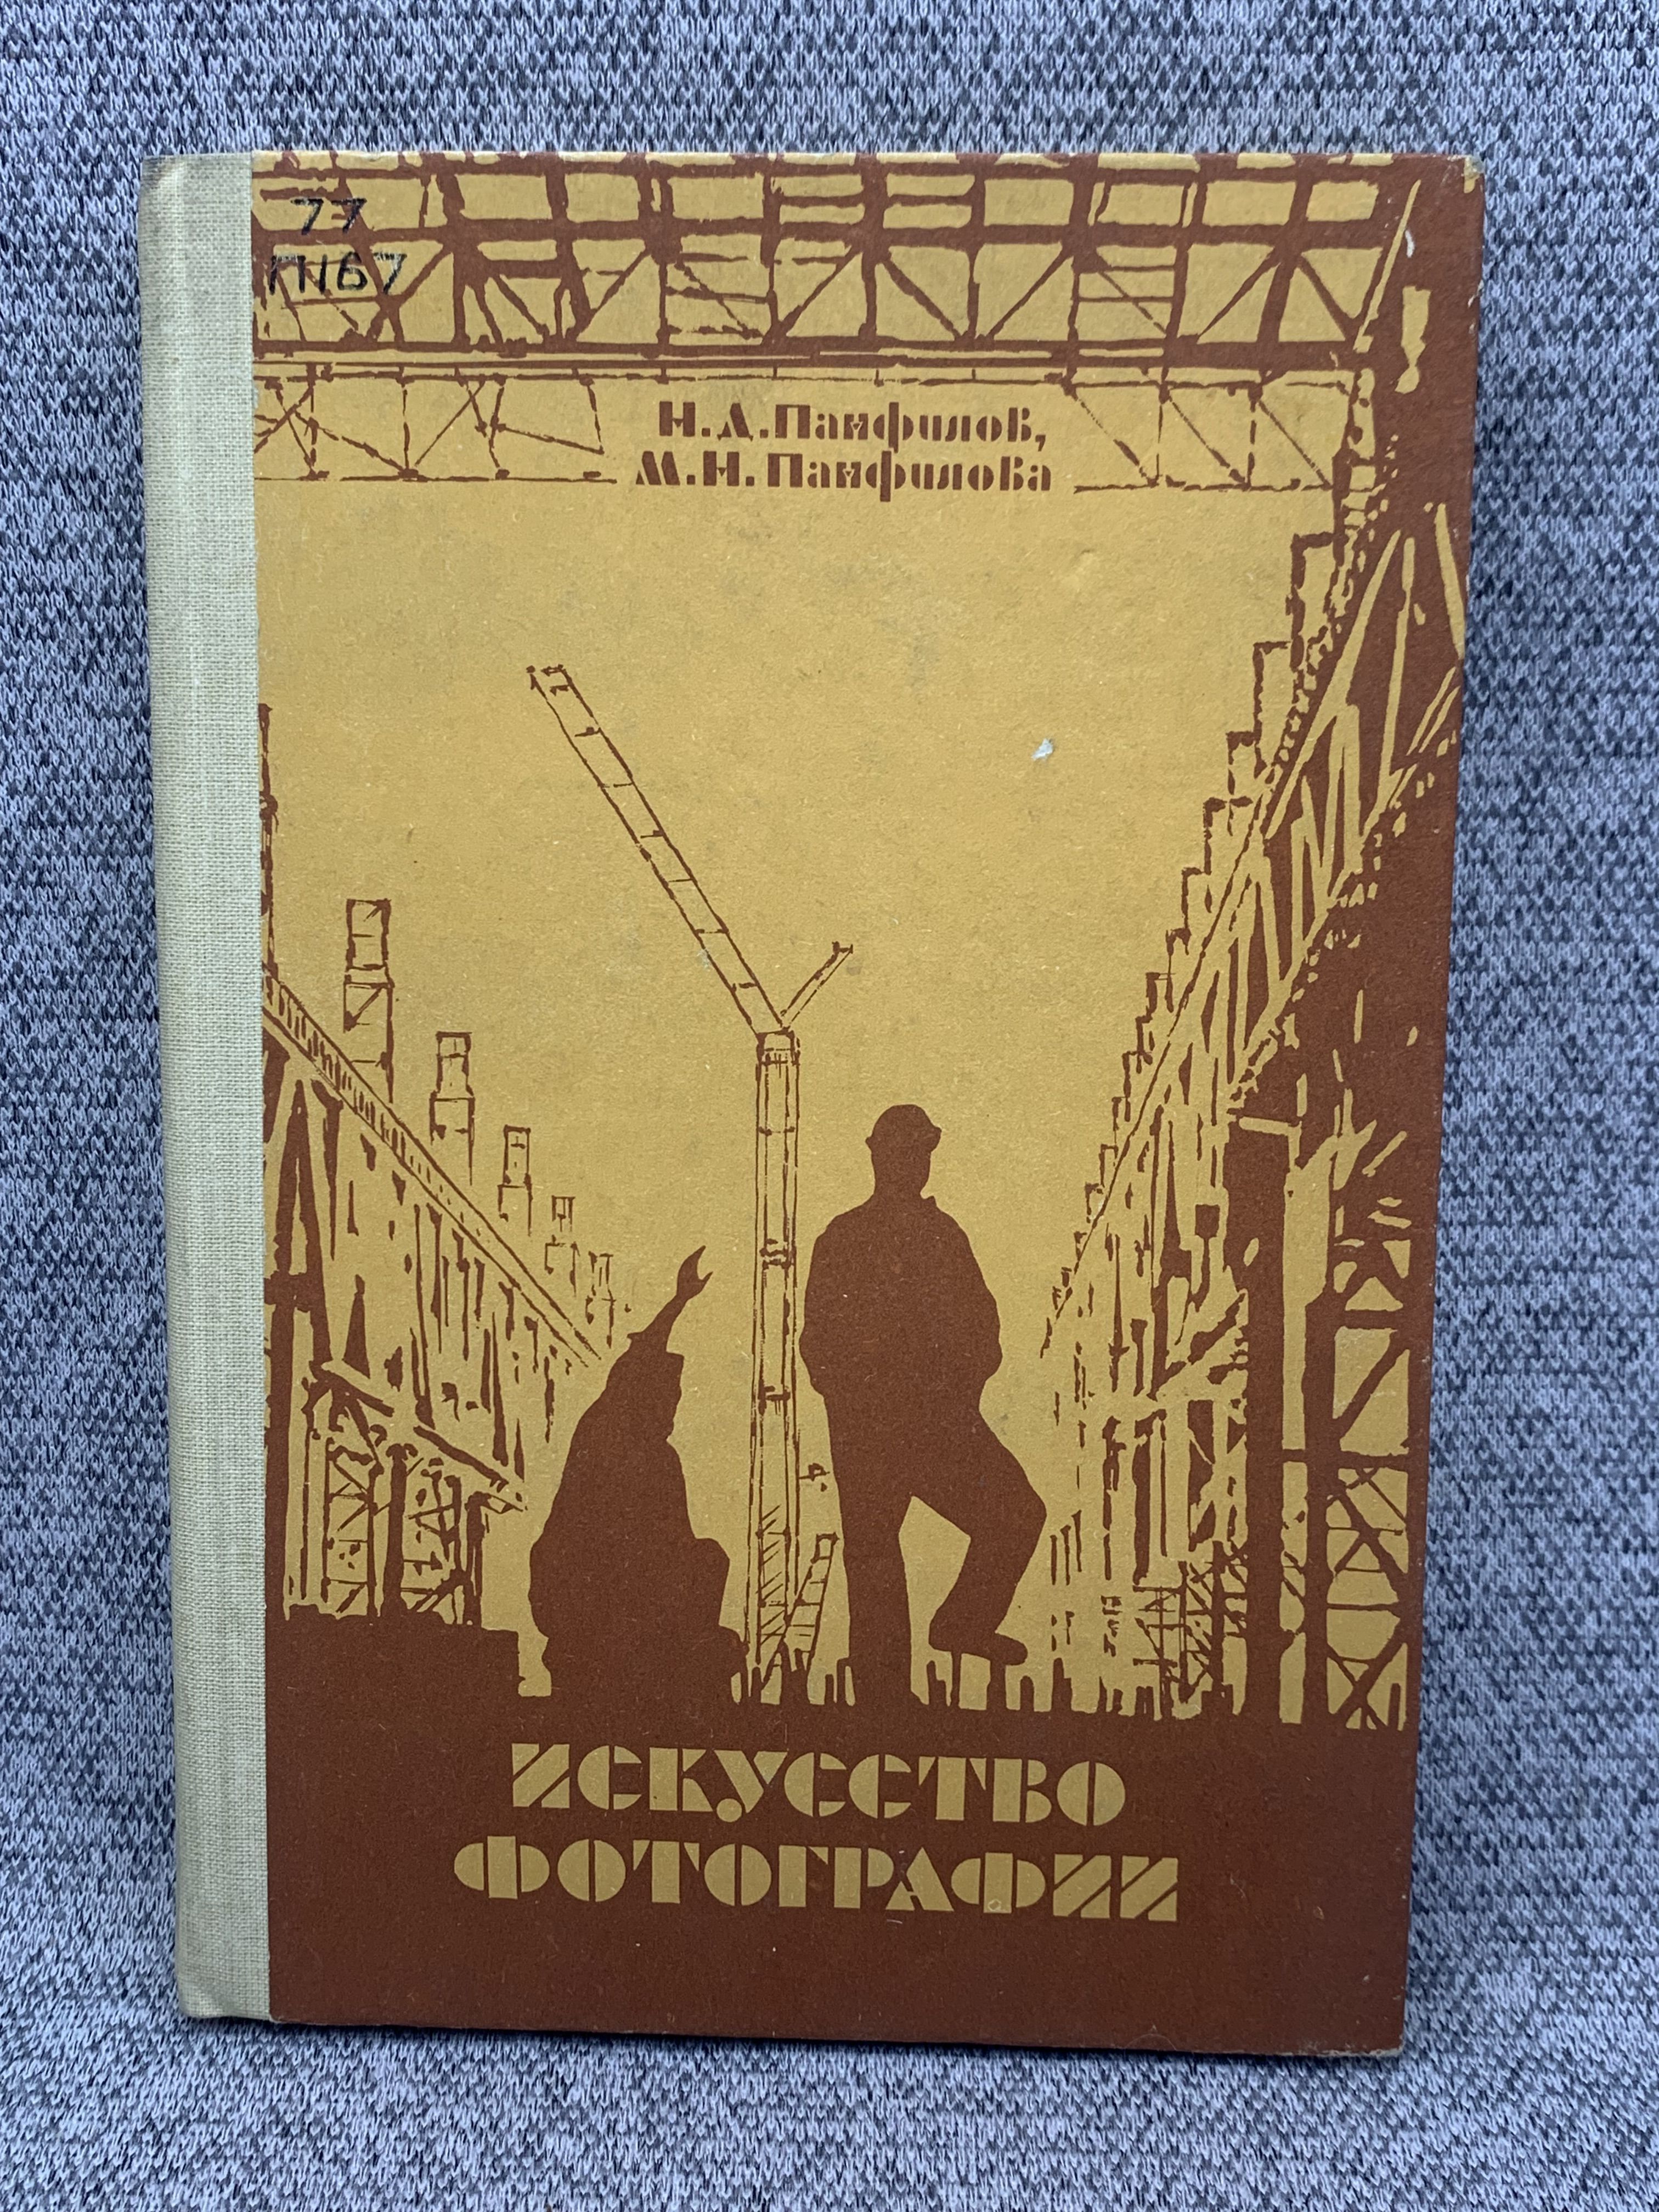 77
П167
Н.Д.Панфилов,
М.Н.Панфилова
ИСКУССТВО
ФОТОГРАФИИ